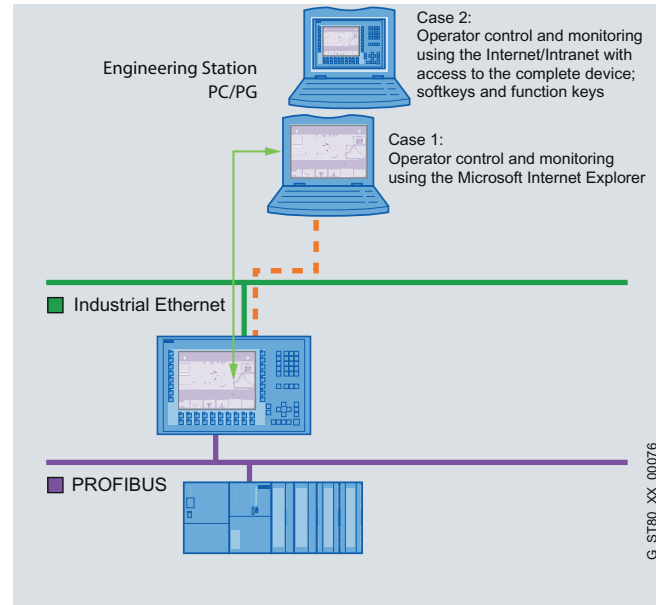 Case 2:
Operator control and monitoring
using the Internet/Intranet with
access to the complete device;
softkeys and function keys
Engineering Station
PC/PG
Case 1:
Operator control and monitoring
using the Microsoft Internet Explorer
Industrial Ethernet
PROFIBUS
G_ST80_XX_00076